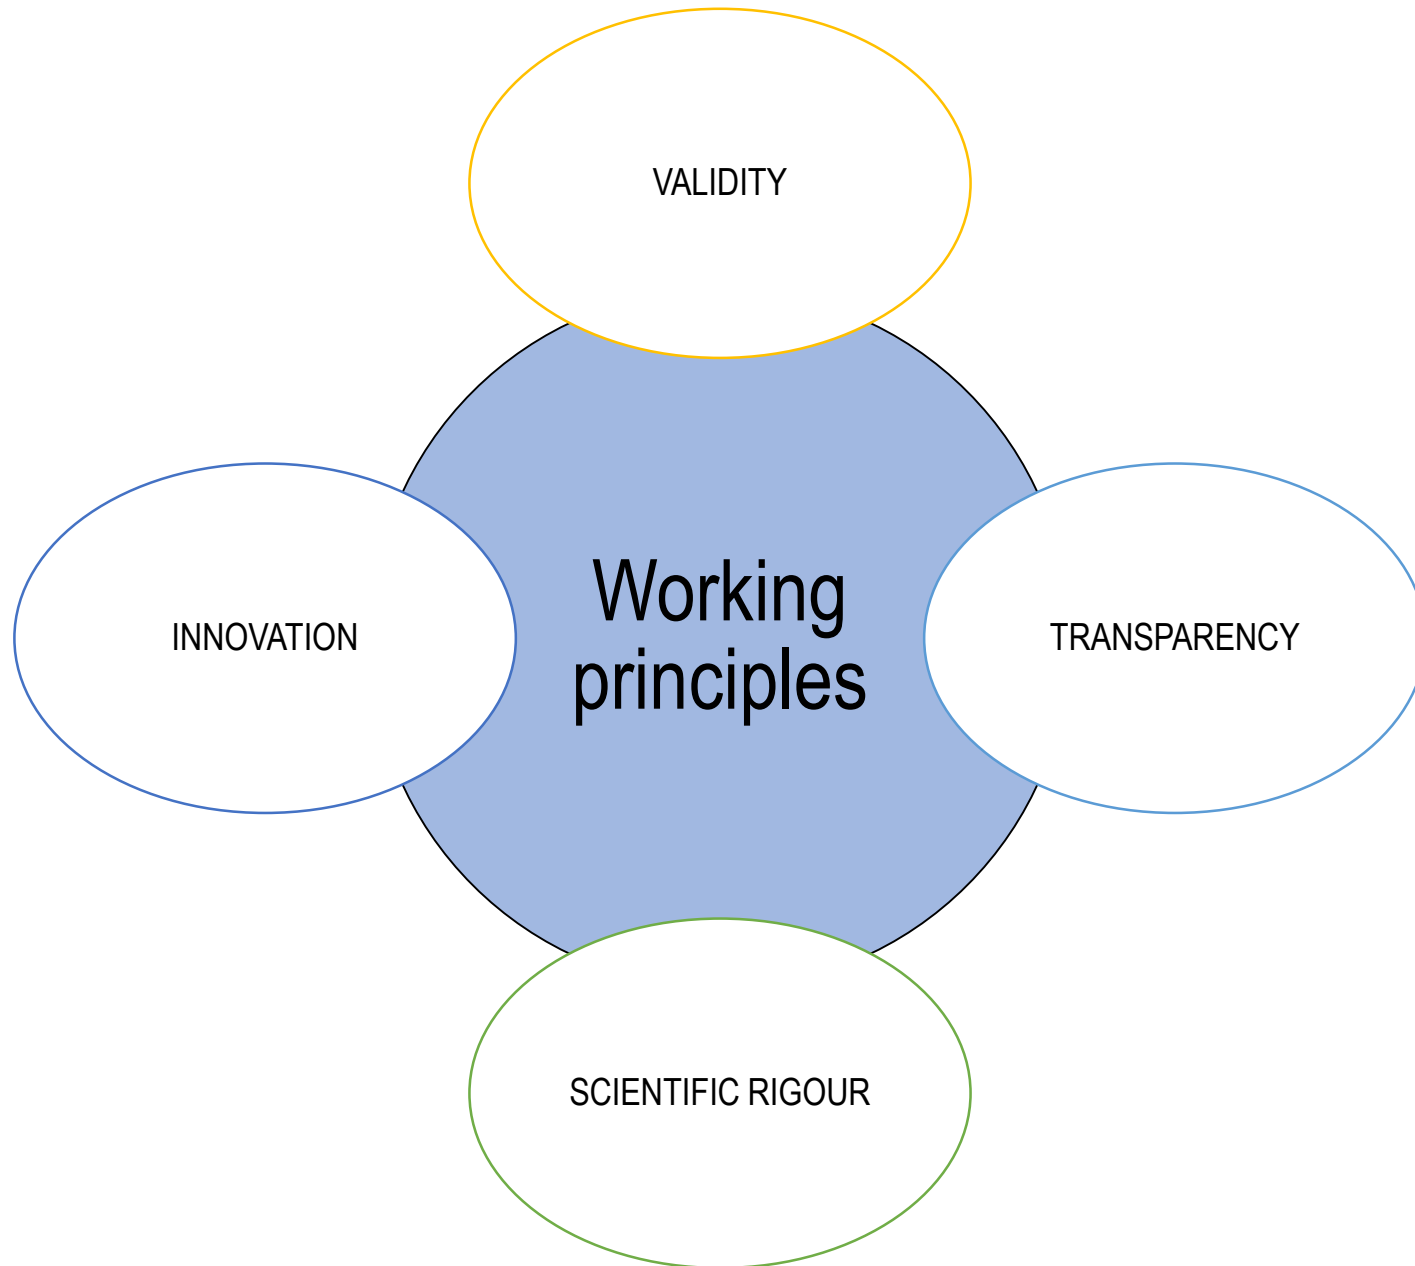 VALIDITY
INNOVATION
Working
principles
TRANSPARENCY
SCIENTIFIC RIGOUR